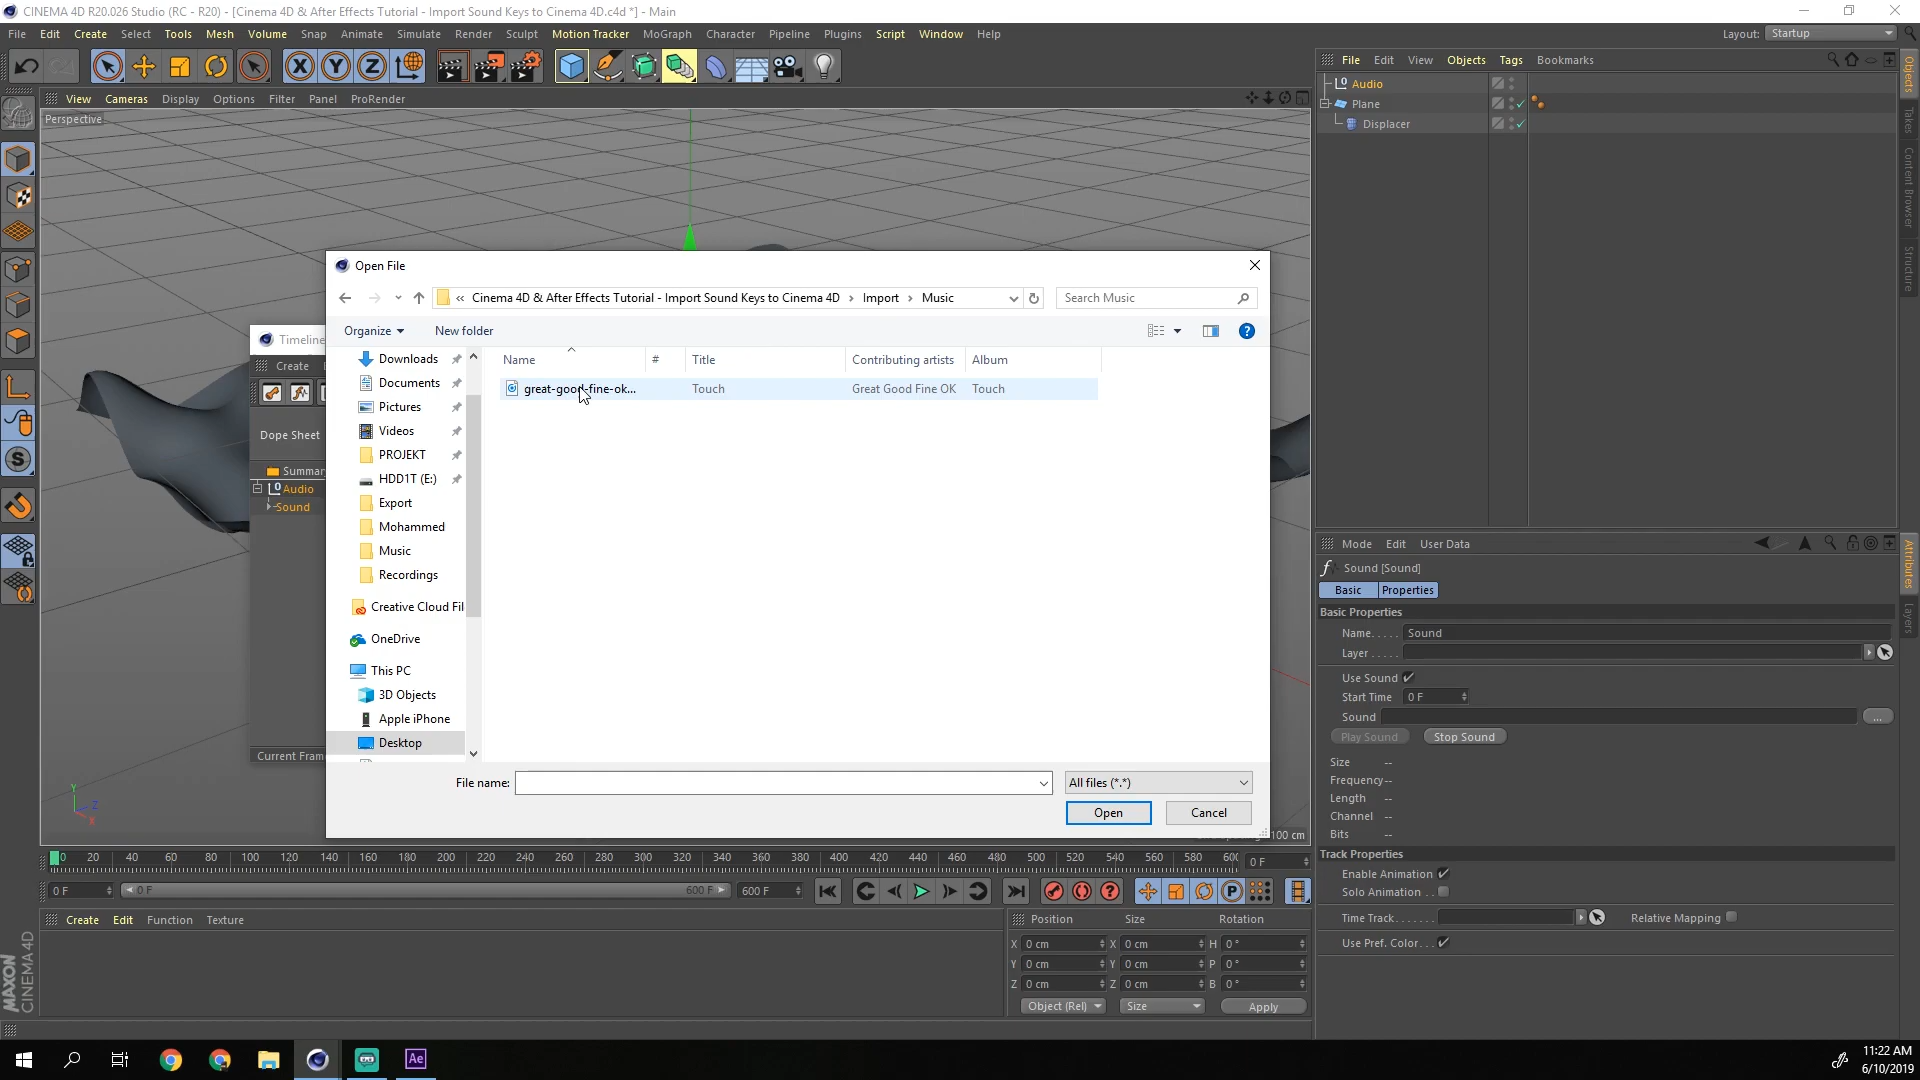 CINEMA 4D R20.026 Studio (RC - R20) - [Cinema 4D & After Effects Tutorial - Import Sound Keys to Cinema 4D.c4d *] - Main
File Edit Create Select Tools Mesh Volume Snap Animate Simulate Render Sculpt Motion Tracker MoGraph Character Pipeline Plugins Script Window Help
Layout: Startup
File Edit View Objects Tags Bookmarks
Audio
Plane
Displacer
Objects
Takes
Content Browser
Structure
View Cameras Display Options Filter Panel ProRender
Perspective
Timeline
Create
Dope Sheet
Summar
Audio
Sound
Current Fram
Open File
« Cinema 4D & After Effects Tutorial - Import Sound Keys to Cinema 4D › Import › Music
Search Music
Organize
New folder
Name # Title Contributing artists Album
great-good-fine-ok... Touch Great Good Fine OK Touch
Downloads
Documents
Pictures
Videos
PROJEKT
HDD1T (E:)
Export
Mohammed
Music
Recordings
Creative Cloud Fil
OneDrive
This PC
3D Objects
Apple iPhone
Desktop
File name:
All files (*.*)
Open Cancel
100 cm
Mode Edit User Data
Sound [Sound]
Basic Properties
Basic Properties
Name..... Sound
Layer.....
Use Sound
Start Time 0 F
Sound ...
Play Sound Stop Sound
Size --
Frequency--
Length --
Channel --
Bits --
Track Properties
Enable Animation
Solo Animation . .
Time Track....... Relative Mapping
Use Pref. Color. . .
Attributes
Layers
0 20 40 60 80 100 120 140 160 180 200 220 240 260 280 300 320 340 360 380 400 420 440 460 480 500 520 540 560 580 0 F
0 F 0 F 600 F 600 F
Create Edit Function Texture
Position Size Rotation
X 0 cm X 0 cm H 0 °
Y 0 cm Y 0 cm P 0 °
Z 0 cm Z 0 cm B 0 °
Object (Rel) Size Apply
MAXON
CINEMA 4D
X Y Z
S
P
Y
Z
X
Ae
11:22 AM
6/10/2019